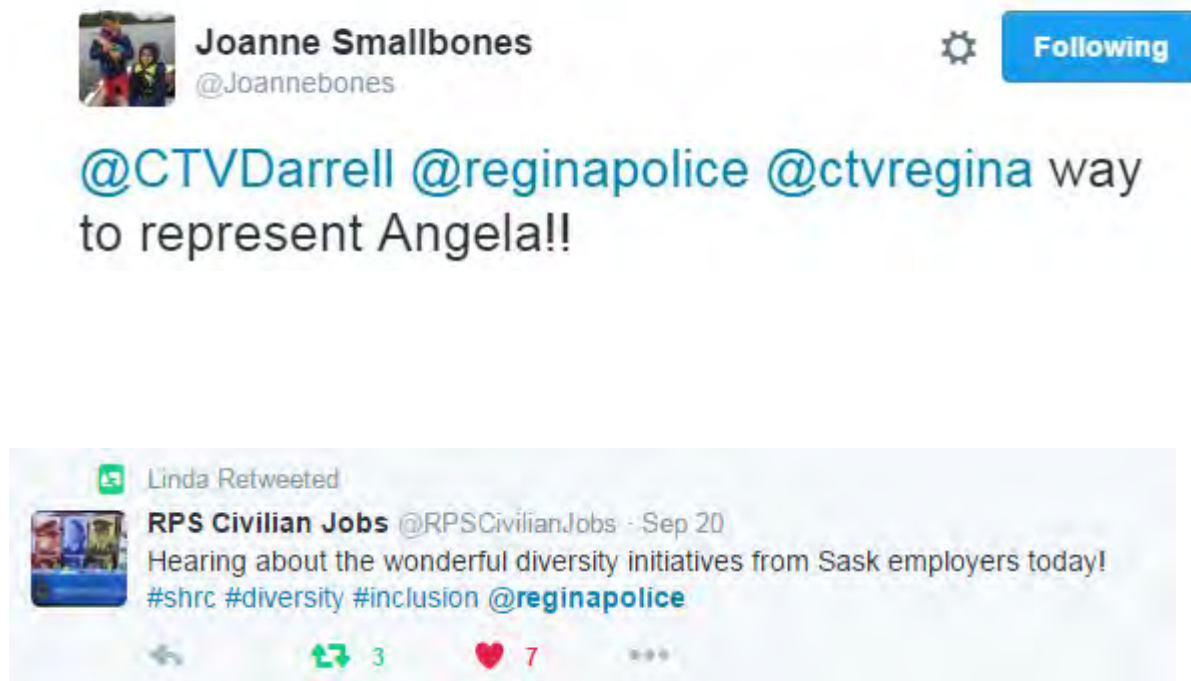 Joanne Smallbones
Following
@Joannebones
@CTVDarrell @reginapolice @ctvregina way
to represent Angela!!
Linda Retweeted
RPS Civilian Jobs @RPSCivilianJobs · Sep 20
Hearing about the wonderful diversity initiatives from Sask employers today!
#shrc #diversity #inclusion @reginapolice
3 7